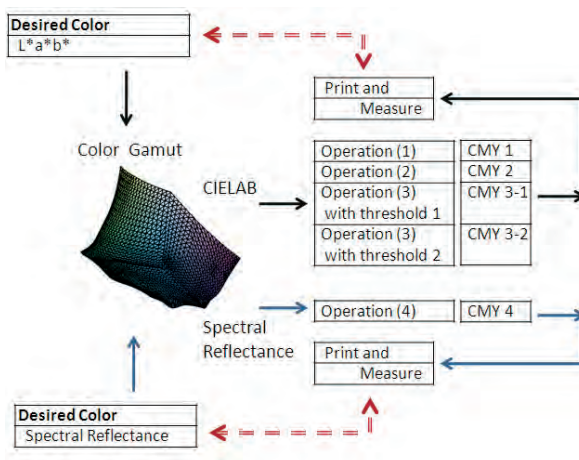 Desired Color
L*a*b*
Print and
Measure
Color Gamut
CIELAB
Operation (1) CMY 1
Operation (2) CMY 2
Operation (3) CMY 3-1
with threshold 1
Operation (3) CMY 3-2
with threshold 2
Spectral
Reflectance
Operation (4) CMY 4
Print and
Measure
Desired Color
Spectral Reflectance